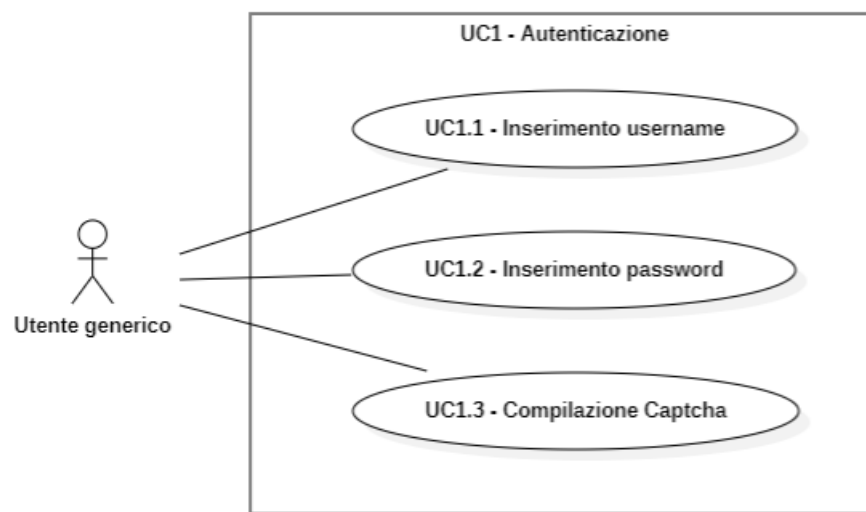 UC1 - Autenticazione
UC1.1 - Inserimento username
UC1.2 - Inserimento password
Utente generico
UC1.3 - Compilazione Captcha